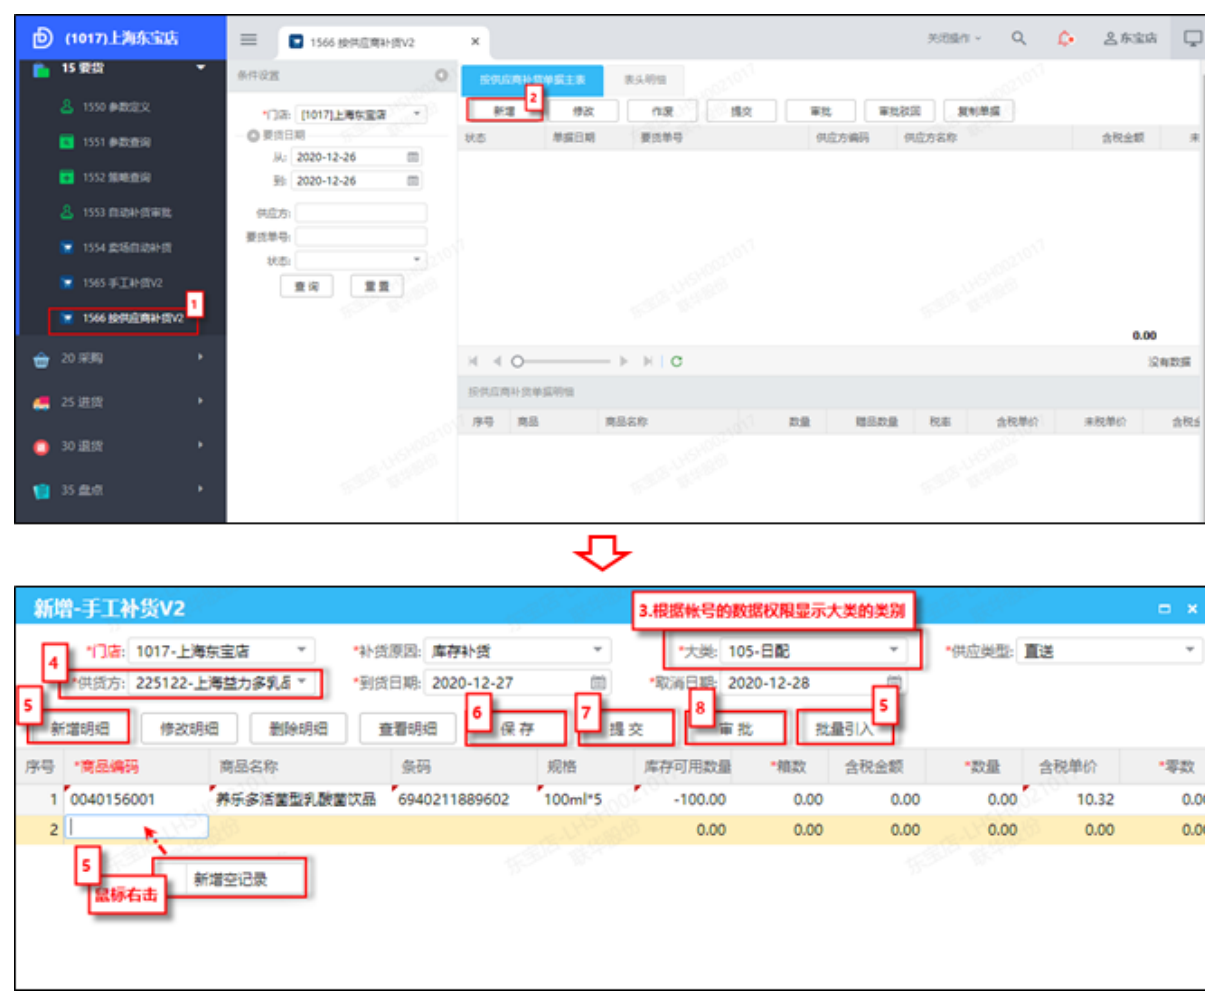 (1017)上海东宝店
1566 按供应商补货V2
×
关闭操作
东宝店
15 要货
1550 参数定义
1551 参数查询
1552 策略查询
1553 自动补货审批
1554 卖场自动补货
1565 手工补货V2
1
1566 按供应商补货V2
20 采购
25 进货
30 退货
35 盘点
条件设置
*门店: [1017]上海东宝店
要货日期
从: 2020-12-26
到: 2020-12-26
供应方:
要货单号:
状态:
查 询 重 置
按供应商补货单据主表 表头明细
2
新增 修改 作废 提交 审批 审批驳回 复制单据
状态 单据日期 要货单号 供应方编码 供应方名称 含税金额 未
0.00
没有数据
按供应商补货单据明细
序号 商品 商品名称 数量 赠品数量 税率 含税单价 未税单价 含税金
新增-手工补货V2
3.根据帐号的数据权限显示大类的类别
4
*门店: 1017-上海东宝店 *补货原因: 库存补货 *大类: 105-日配 *供应类型: 直送
*供货方: 225122-上海益力多乳品 *到货日期: 2020-12-27 *取消日期: 2020-12-28
5 6 7 8 5
新增明细 修改明细 删除明细 查看明细 保 存 提 交 审 批 批量引入
序号 *商品编码 商品名称 条码 规格 库存可用数量 *箱数 含税金额 *数量 含税单价 *零数
1 0040156001 养乐多活菌型乳酸菌饮品 6940211889602 100ml*5 -100.00 0.00 0.00 0.00 10.32 0.00
2 0.00 0.00 0.00 0.00 0.00 0.00
5
鼠标右击
新增空记录